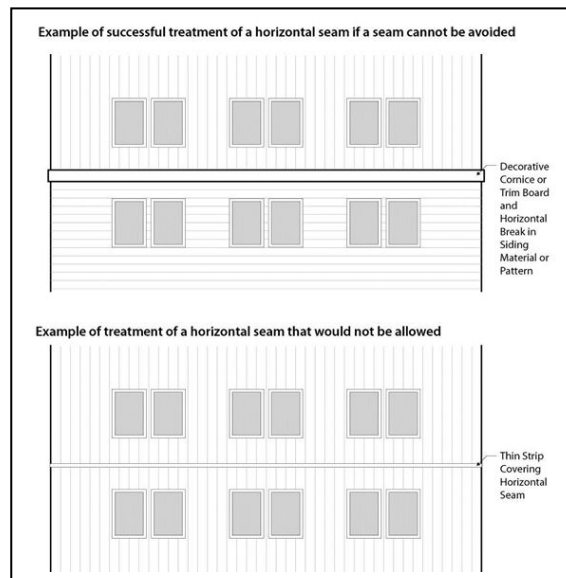 Example of successful treatment of a horizontal seam if a seam cannot be avoided
Decorative
Cornice or
Trim Board
and
Horizontal
Break in
Siding
Material or
Pattern
Example of treatment of a horizontal seam that would not be allowed
Thin Strip
Covering
Horizontal
Seam